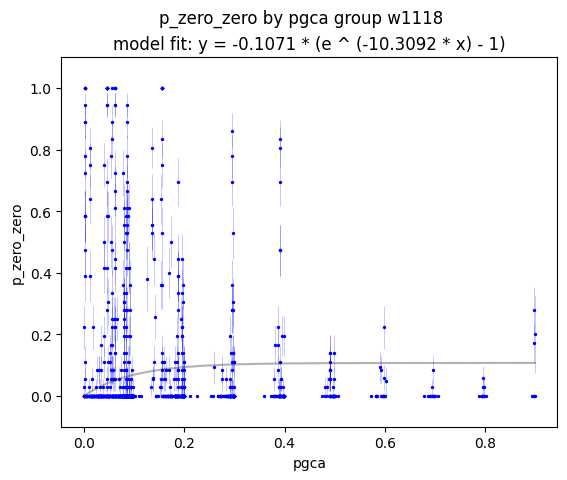 p_zero_zero by pgca group w1118
model fit: y = -0.1071 * (e ^ (-10.3092 * x) - 1)
1.0
0.8
0.6
0.4
0.2
0.0
p_zero_zero
0.0 0.2 0.4 0.6 0.8
pgca